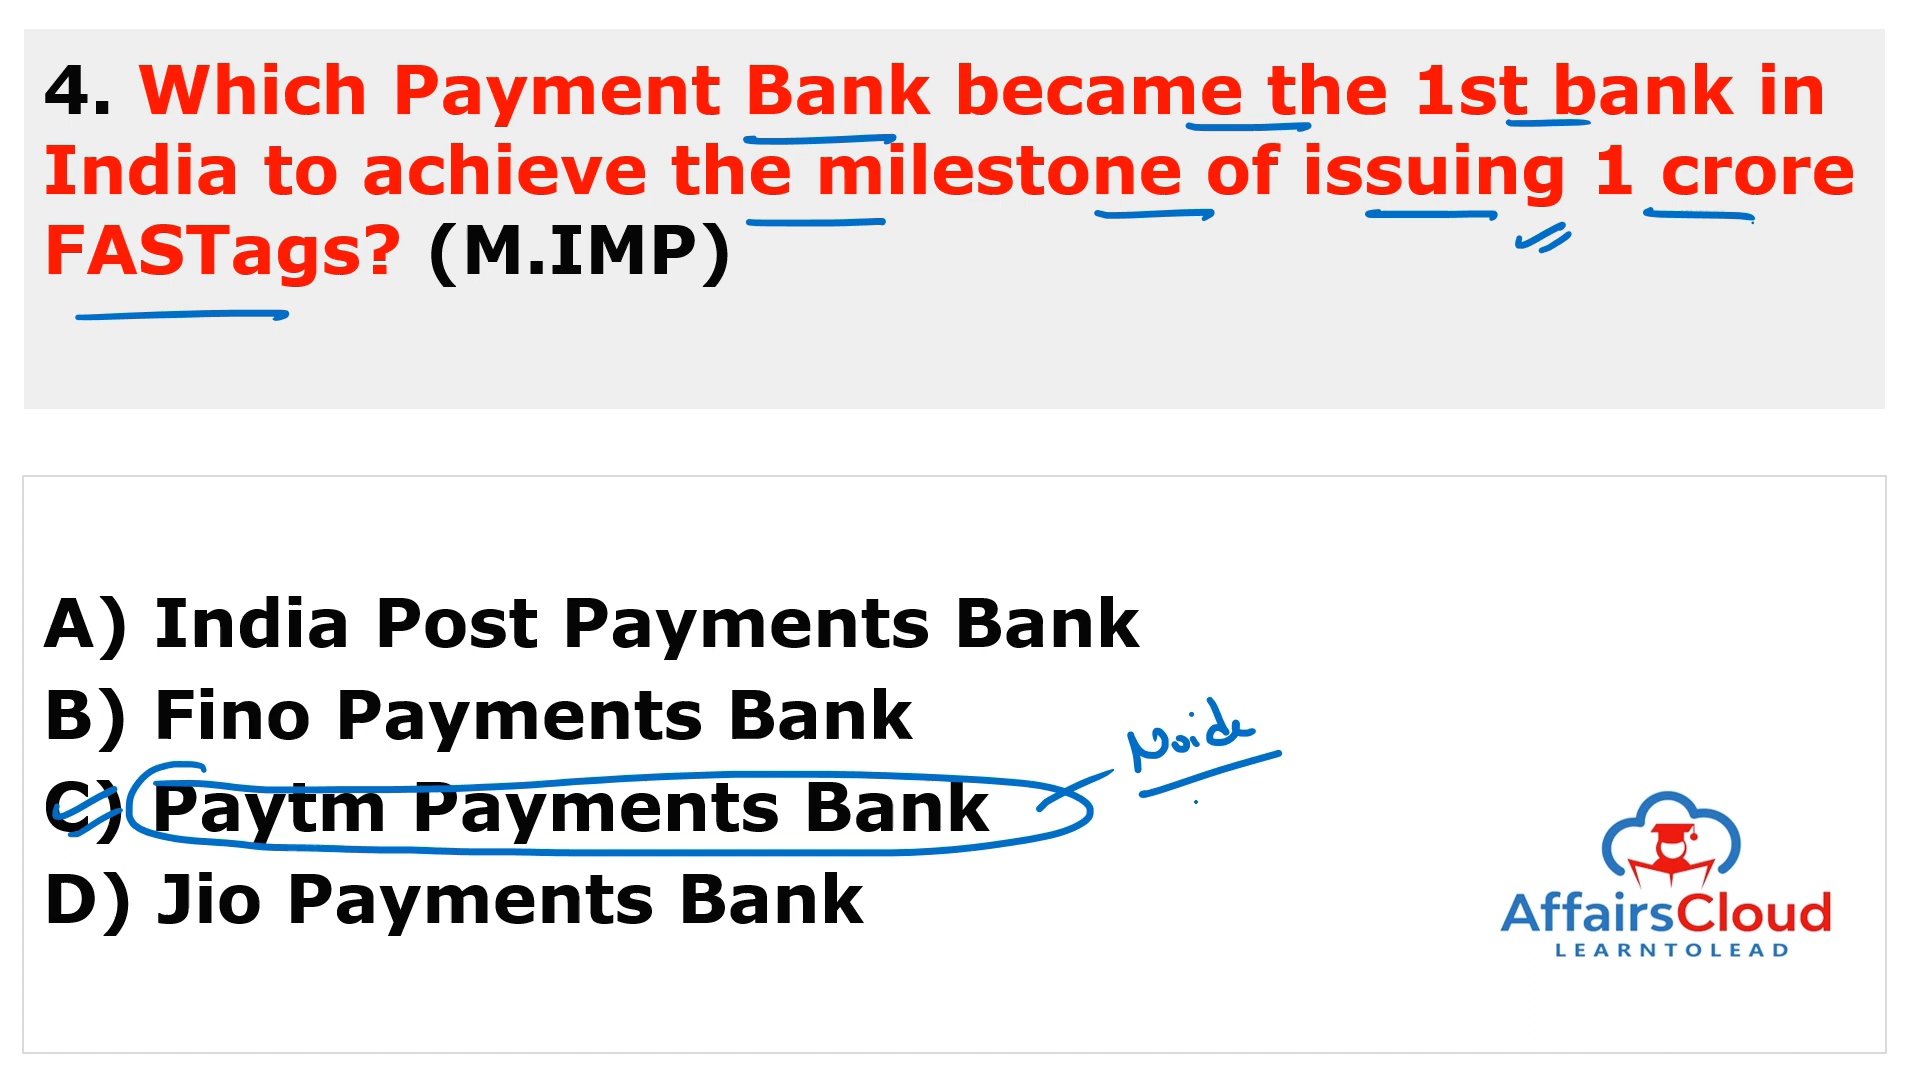 4. Which Payment Bank became the 1st bank in
India to achieve the milestone of issuing 1 crore
FASTags? (M.IMP)
A) India Post Payments Bank
B) Fino Payments Bank
Noida
C) Paytm Payments Bank
D) Jio Payments Bank
AffairsCloud
LEARNTOLEAD